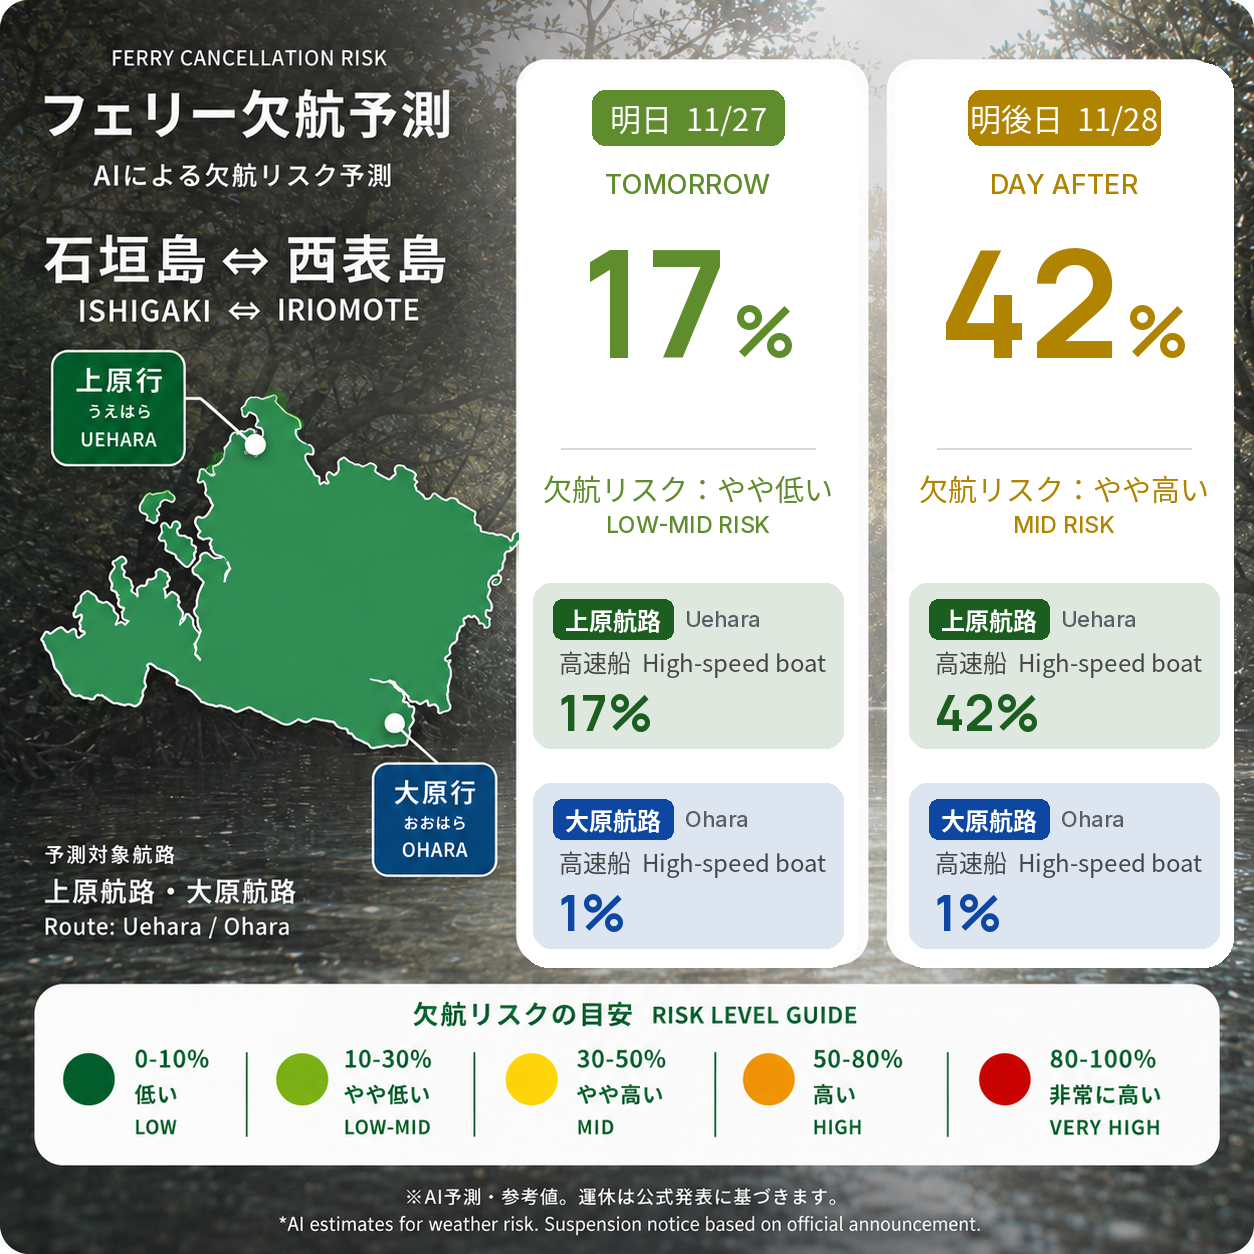 FERRY CANCELLATION RISK
フェリー欠航予測
AIによる欠航リスク予測
石垣島 ⇔ 西表島
ISHIGAKI ⇔ IRIOMOTE
上原行
うえはら
UEHARA
大原行
おおはら
OHARA
予測対象航路
上原航路・大原航路
Route: Uehara / Ohara
明日 11/27
TOMORROW
17%
欠航リスク：やや低い
LOW-MID RISK
上原航路 Uehara
高速船 High-speed boat
17%
大原航路 Ohara
高速船 High-speed boat
1%
明後日 11/28
DAY AFTER
42%
欠航リスク：やや高い
MID RISK
上原航路 Uehara
高速船 High-speed boat
42%
大原航路 Ohara
高速船 High-speed boat
1%
欠航リスクの目安 RISK LEVEL GUIDE
0-10%
低い
LOW
10-30%
やや低い
LOW-MID
30-50%
やや高い
MID
50-80%
高い
HIGH
80-100%
非常に高い
VERY HIGH
※AI予測・参考値。運休は公式発表に基づきます。
*AI estimates for weather risk. Suspension notice based on official announcement.